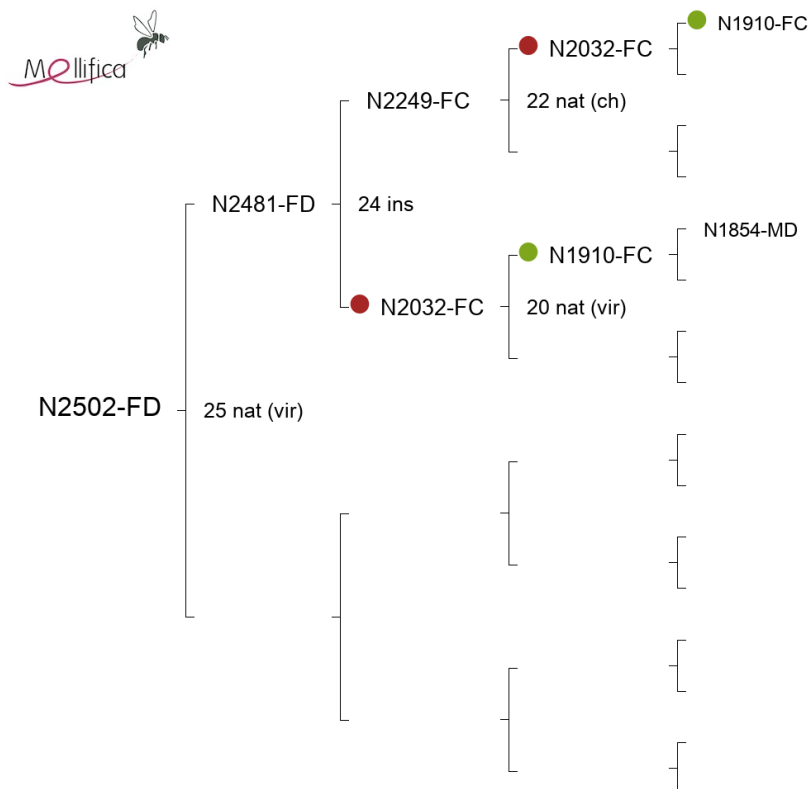 Mellifica
N1910-FC
N2032-FC
N2249-FC
22 nat (ch)
N2481-FD
24 ins
N1854-MD
N1910-FC
N2032-FC
20 nat (vir)
N2502-FD
25 nat (vir)